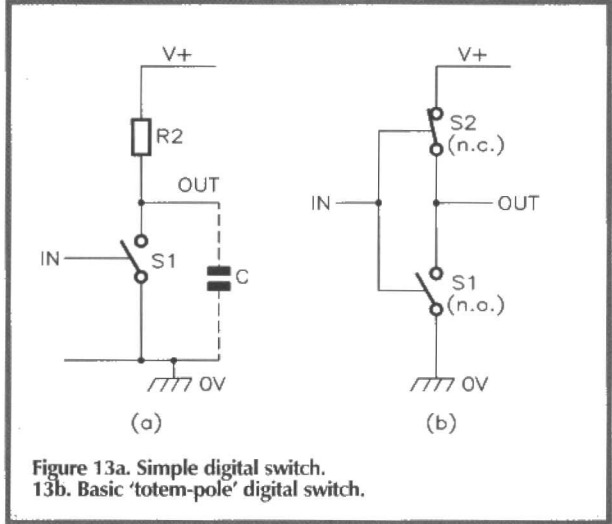 V+
R2
OUT
IN
S1
C
0V
(a)
V+
S2
(n.c.)
IN
OUT
S1
(n.o.)
0V
(b)
Figure 13a. Simple digital switch.
13b. Basic ‘totem-pole’ digital switch.